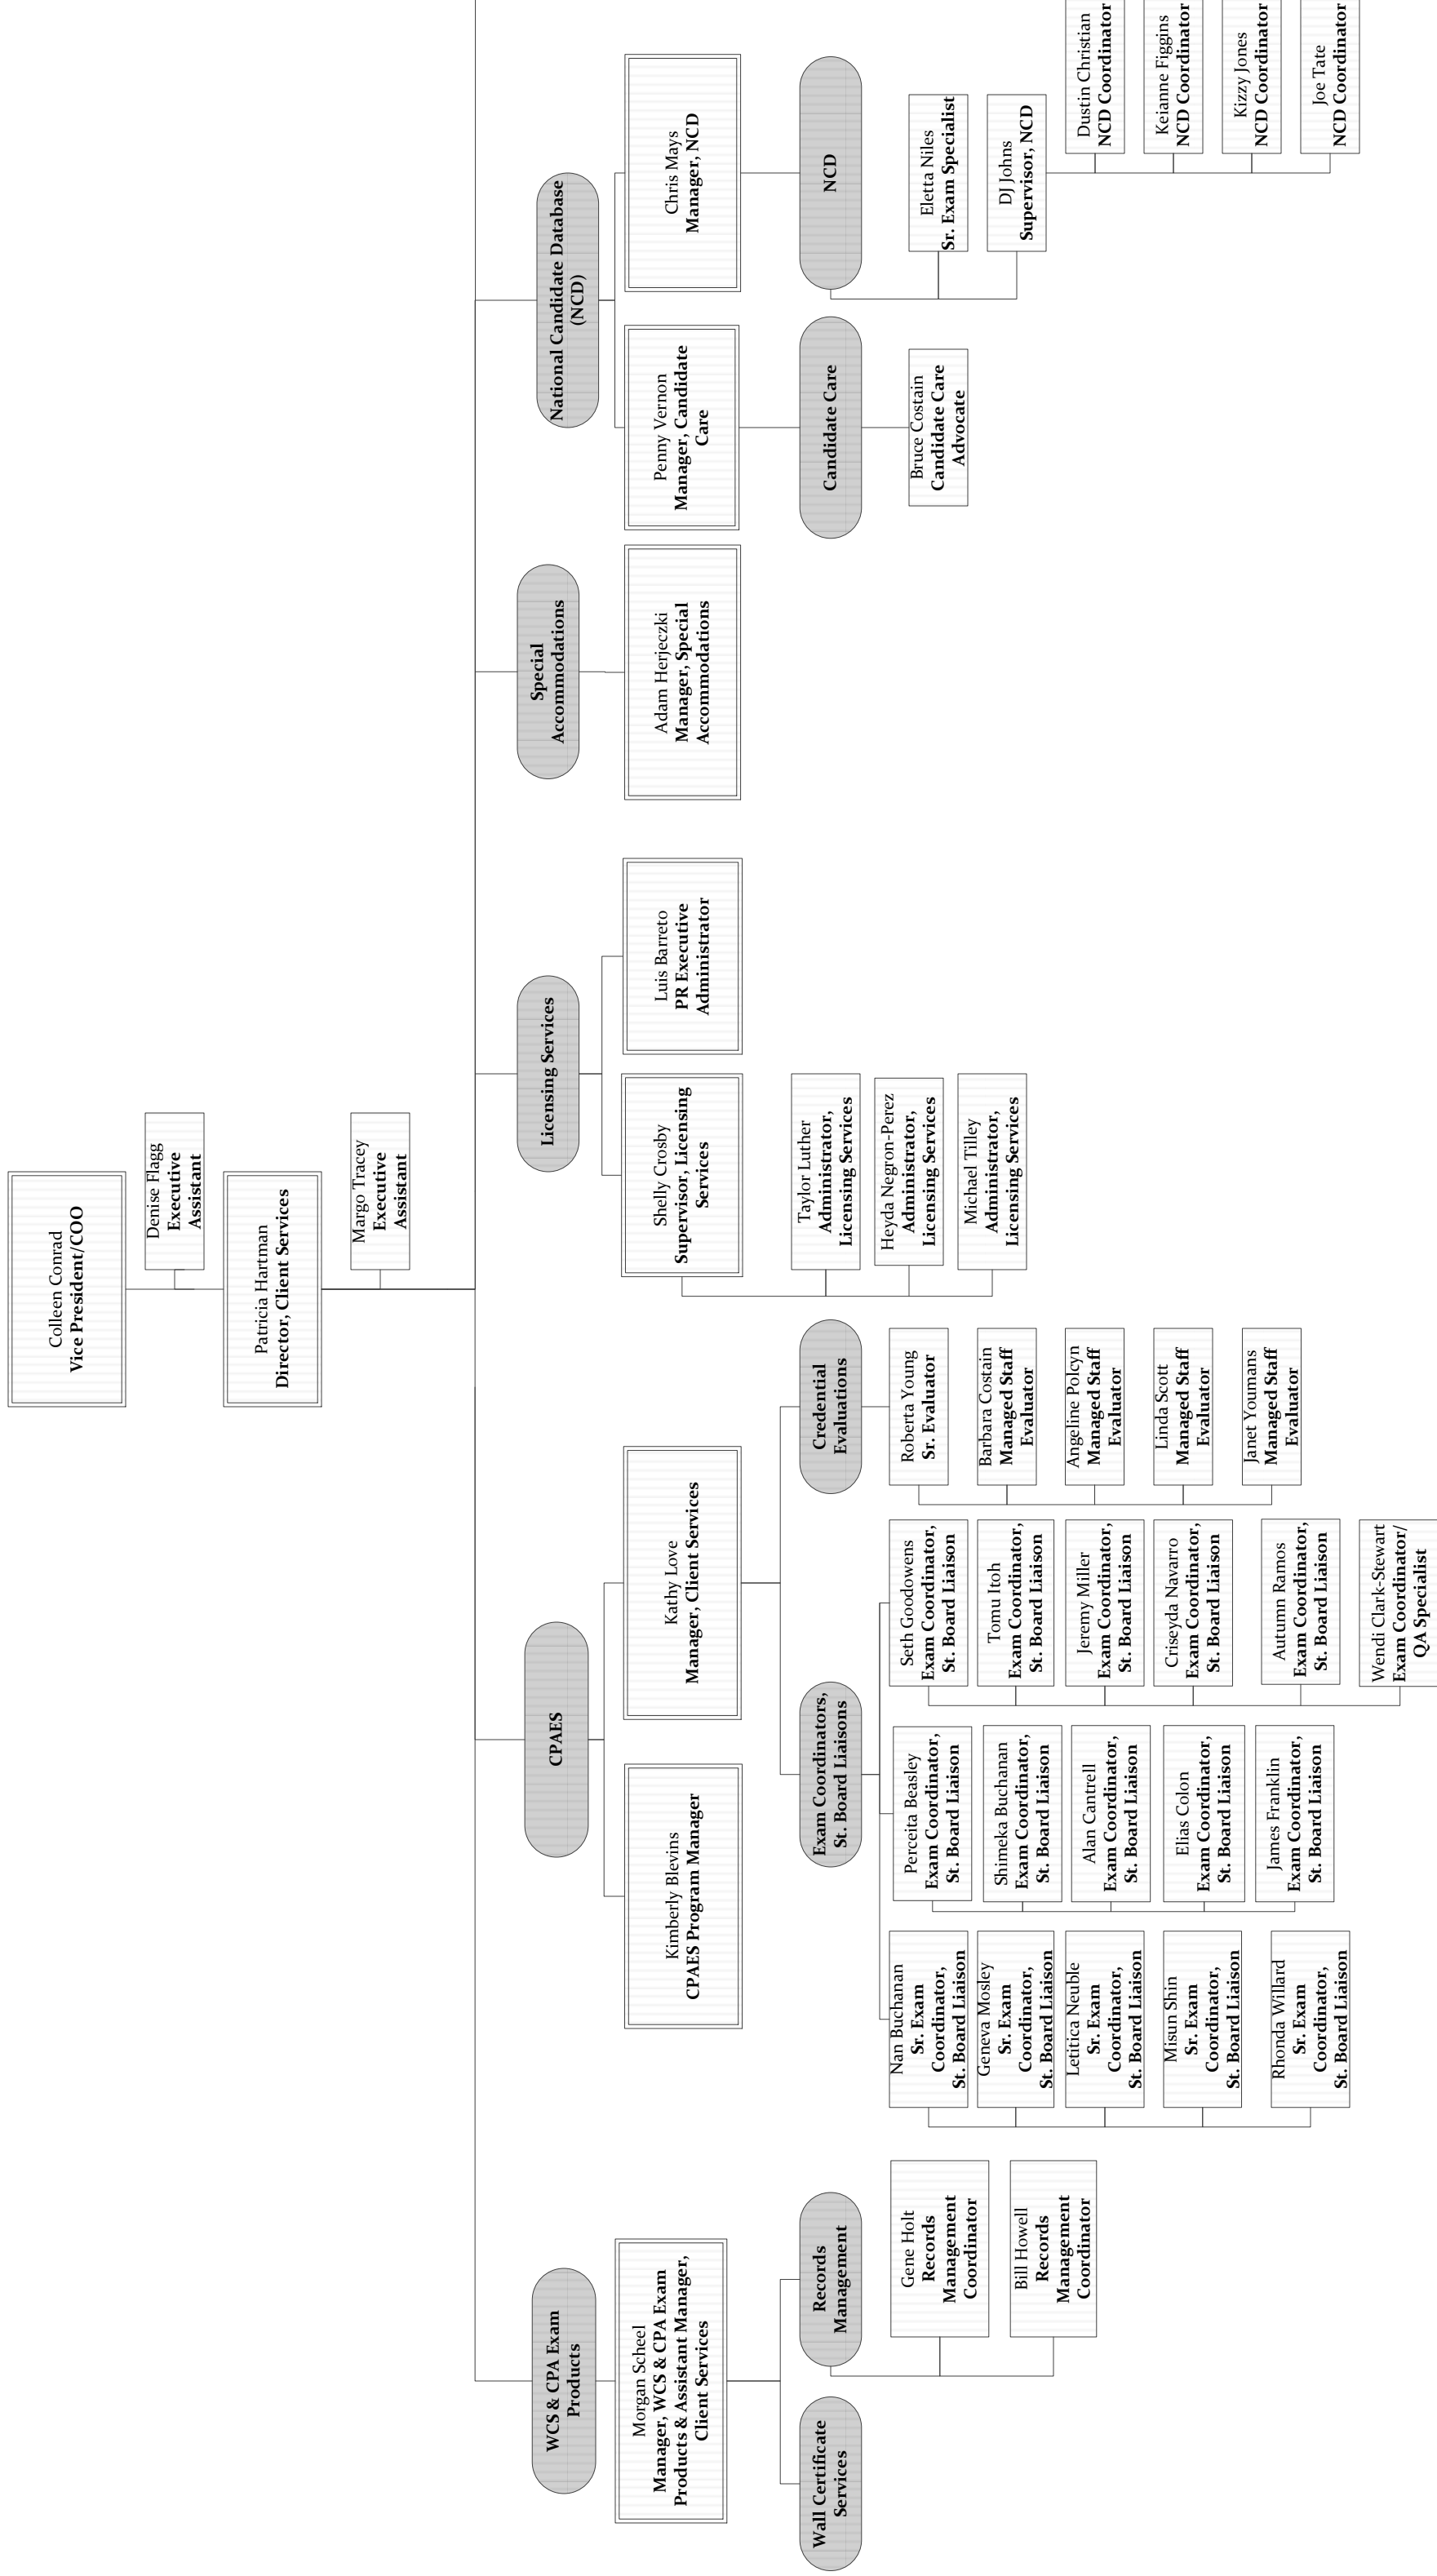 Colleen Conrad
Vice President/COO
Denise Flagg
Executive
Assistant
Patricia Hartman
Director, Client Services
Margo Tracey
Executive
Assistant
WCS & CPA Exam
Products
Morgan Scheel
Manager, WCS & CPA Exam
Products & Assistant Manager,
Client Services
Wall Certificate
Services
Records
Management
Gene Holt
Records
Management
Coordinator
Bill Howell
Records
Management
Coordinator
CPAES
Kimberly Blevins
CPAES Program Manager
Kathy Love
Manager, Client Services
Exam Coordinators,
St. Board Liaisons
Nan Buchanan
Sr. Exam
Coordinator,
St. Board Liaison
Geneva Mosley
Sr. Exam
Coordinator,
St. Board Liaison
Letitica Neuble
Sr. Exam
Coordinator,
St. Board Liaison
Misun Shin
Sr. Exam
Coordinator,
St. Board Liaison
Rhonda Willard
Sr. Exam
Coordinator,
St. Board Liaison
Perceita Beasley
Exam Coordinator,
St. Board Liaison
Shimeka Buchanan
Exam Coordinator,
St. Board Liaison
Alan Cantrell
Exam Coordinator,
St. Board Liaison
Elias Colon
Exam Coordinator,
St. Board Liaison
James Franklin
Exam Coordinator,
St. Board Liaison
Seth Goodowens
Exam Coordinator,
St. Board Liaison
Tomu Itoh
Exam Coordinator,
St. Board Liaison
Jeremy Miller
Exam Coordinator,
St. Board Liaison
Criseyda Navarro
Exam Coordinator,
St. Board Liaison
Autumn Ramos
Exam Coordinator,
St. Board Liaison
Wendi Clark-Stewart
Exam Coordinator/
QA Specialist
Credential
Evaluations
Roberta Young
Sr. Evaluator
Barbara Costain
Managed Staff
Evaluator
Angeline Polcyn
Managed Staff
Evaluator
Linda Scott
Managed Staff
Evaluator
Janet Youmans
Managed Staff
Evaluator
Licensing Services
Shelly Crosby
Supervisor, Licensing
Services
Luis Barreto
PR Executive
Administrator
Taylor Luther
Administrator,
Licensing Services
Heyda Negron-Perez
Administrator,
Licensing Services
Michael Tilley
Administrator,
Licensing Services
Special
Accommodations
Adam Herjeczki
Manager, Special
Accommodations
National Candidate Database
(NCD)
Penny Vernon
Manager, Candidate
Care
Candidate Care
Bruce Costain
Candidate Care
Advocate
Chris Mays
Manager, NCD
NCD
Eletta Niles
Sr. Exam Specialist
DJ Johns
Supervisor, NCD
Dustin Christian
NCD Coordinator
Keianne Figgins
NCD Coordinator
Kizzy Jones
NCD Coordinator
Joe Tate
NCD Coordinator